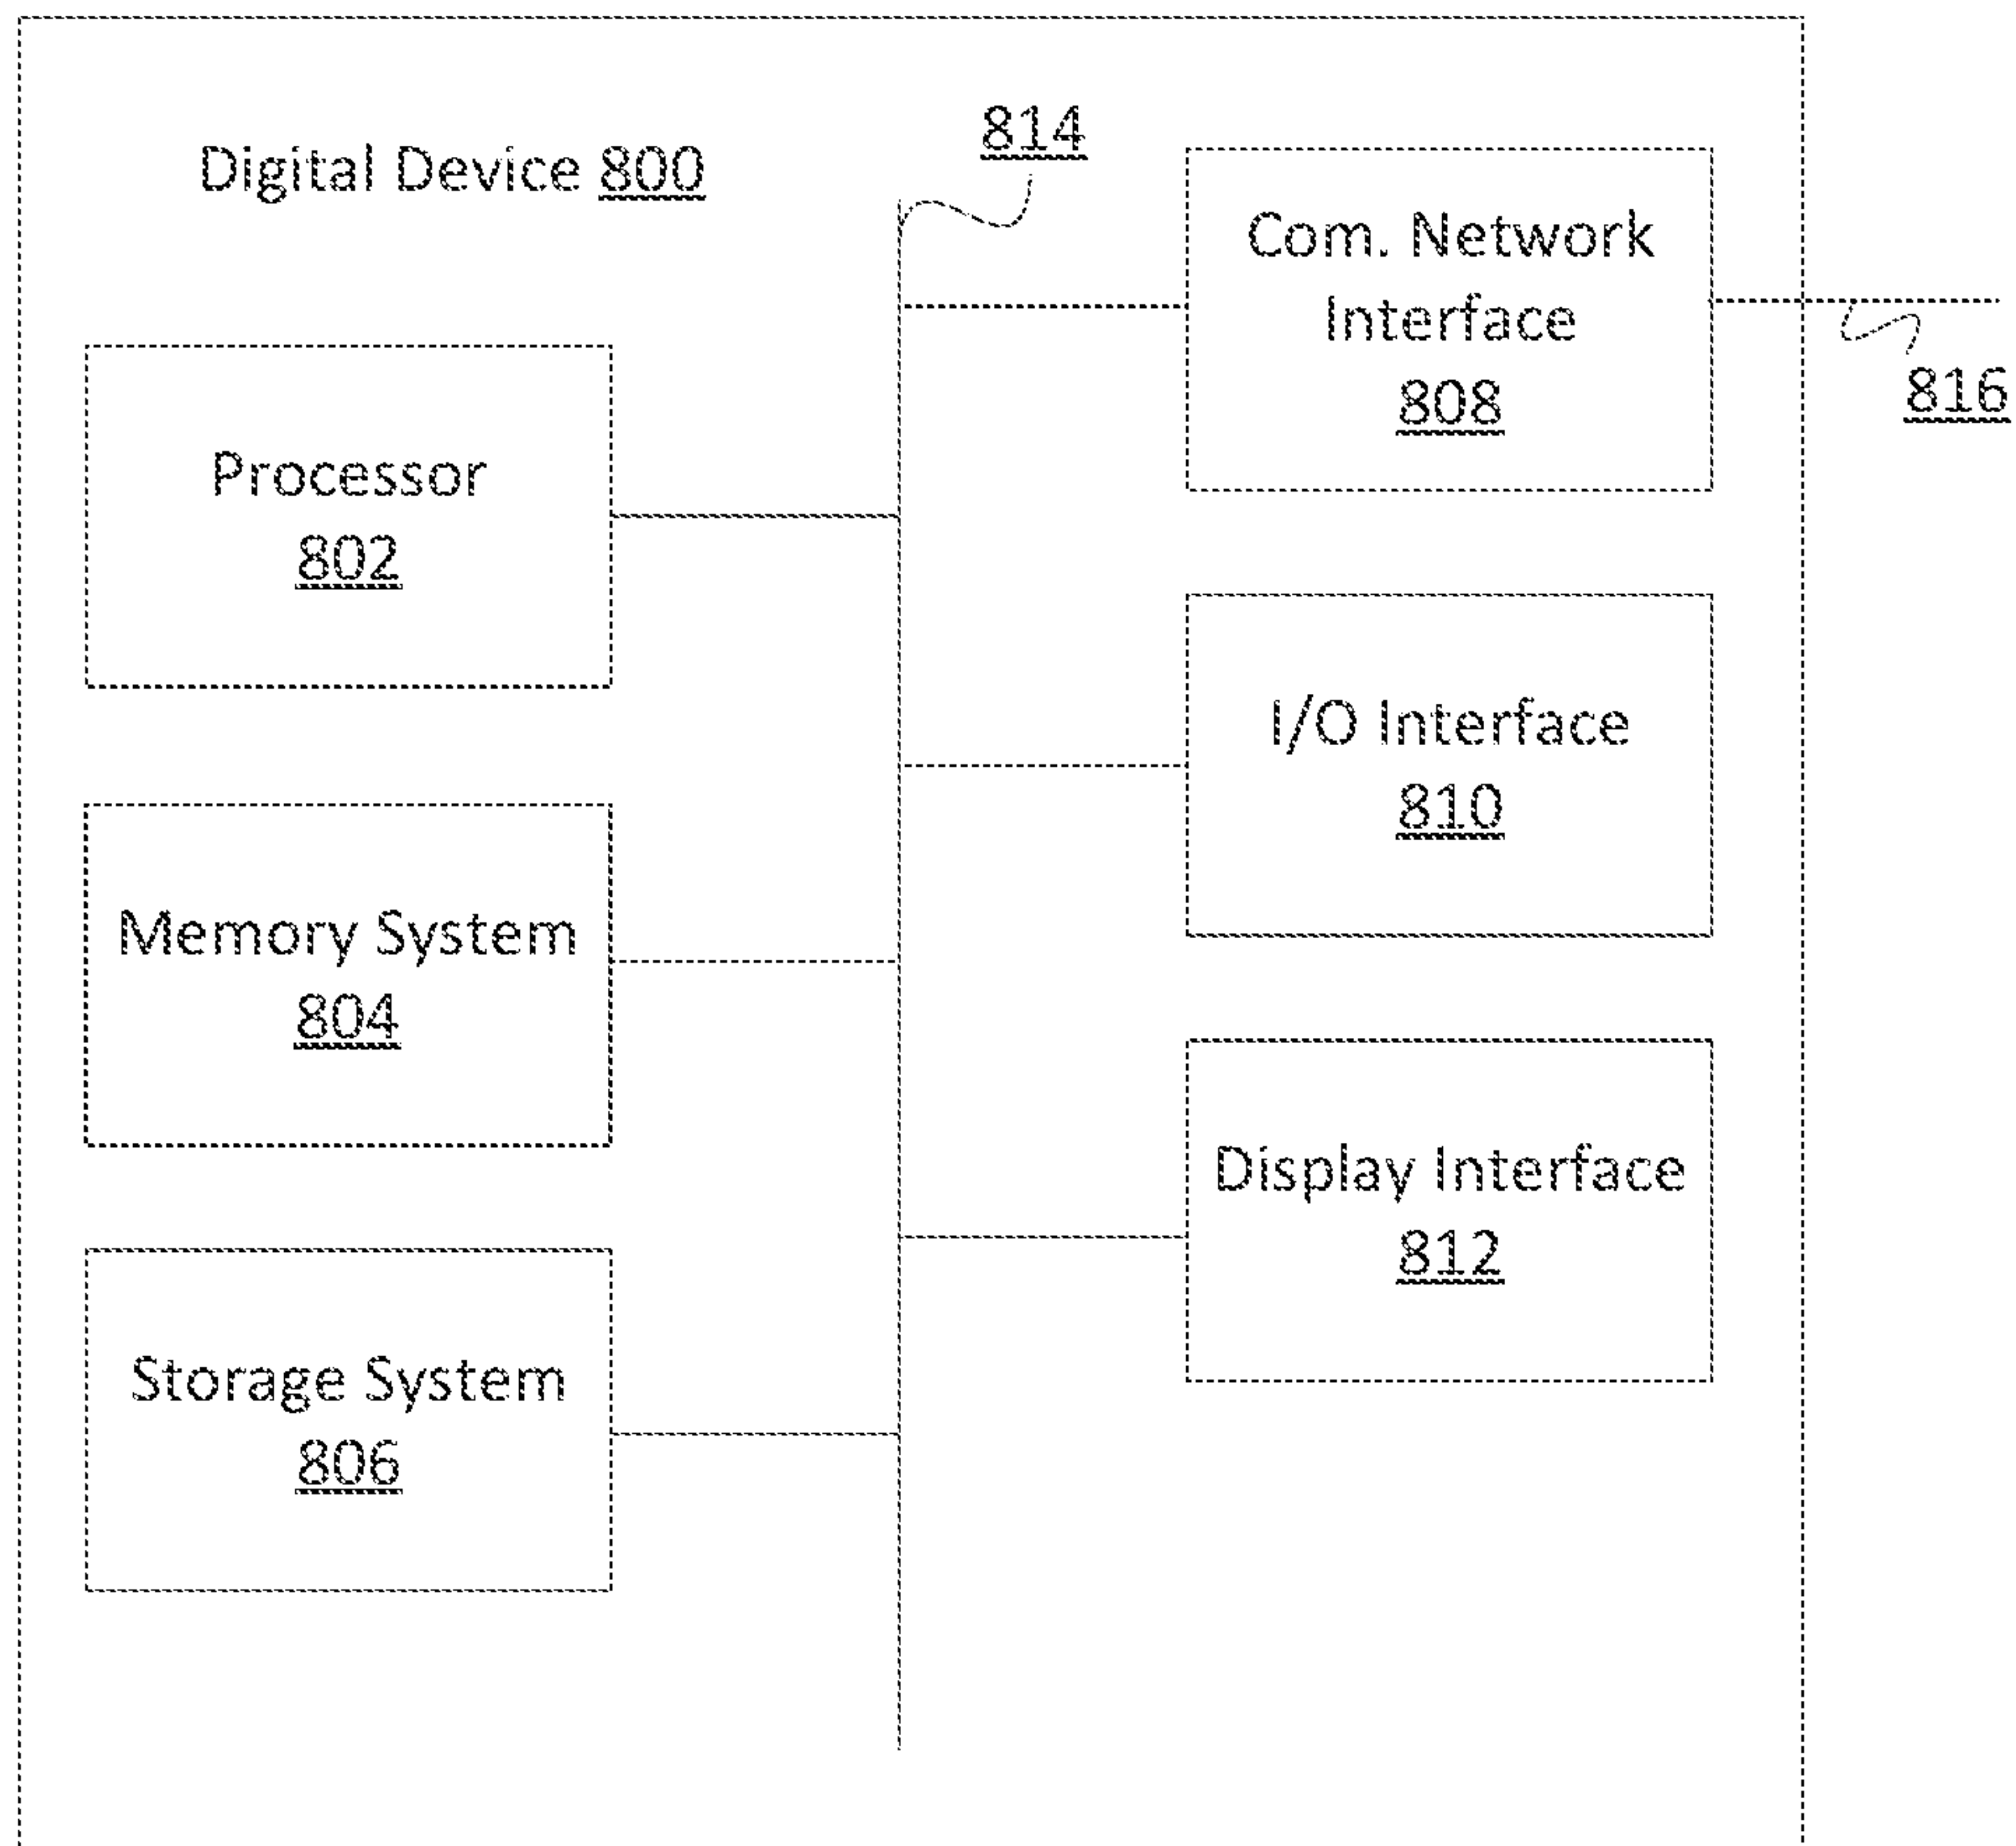 Digital Device 800
814
Com. Network
Interface
808
816
Processor
802
I/O Interface
810
Memory System
804
Display Interface
812
Storage System
806